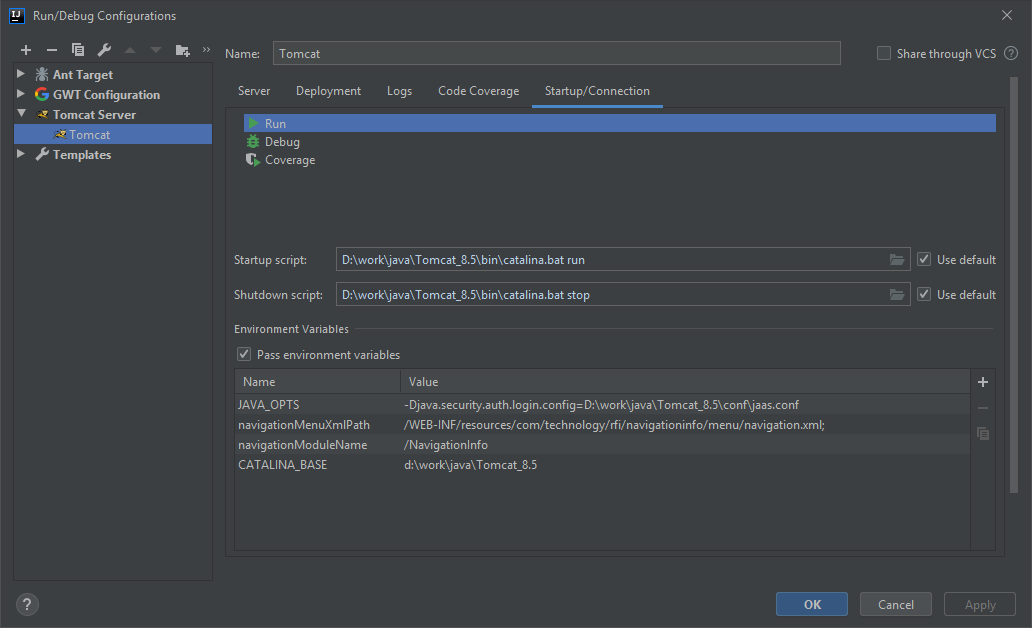 Run/Debug Configurations
Name: Tomcat Share through VCS ?
Ant Target
GWT Configuration
Tomcat Server
Tomcat
Templates
Server Deployment Logs Code Coverage Startup/Connection
Run
Debug
Coverage
Startup script: D:\work\java\Tomcat_8.5\bin\catalina.bat run Use default
Shutdown script: D:\work\java\Tomcat_8.5\bin\catalina.bat stop Use default
Environment Variables
Pass environment variables
Name Value
JAVA_OPTS -Djava.security.auth.login.config=D:\work\java\Tomcat_8.5\conf\jaas.conf
navigationMenuXmlPath /WEB-INF/resources/com/technology/rfi/navigationinfo/menu/navigation.xml;
navigationModuleName /NavigationInfo
CATALINA_BASE d:\work\java\Tomcat_8.5
? OK Cancel Apply